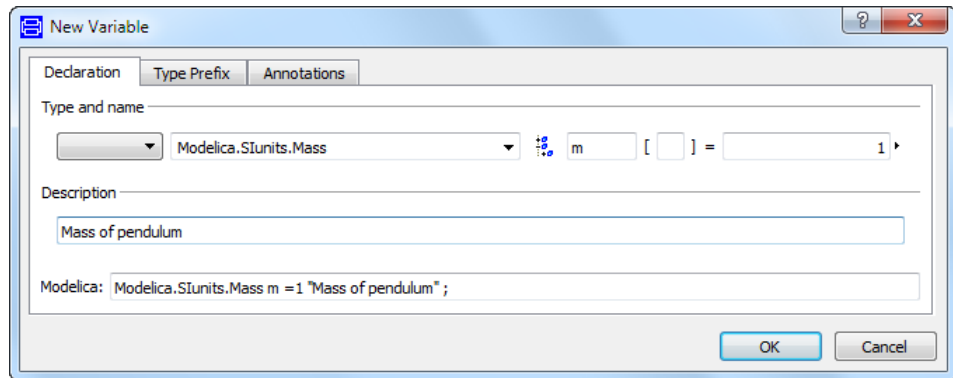 New Variable
Declaration Type Prefix Annotations
Type and name
Modelica.SIunits.Mass m [ ] = 1
Description
Mass of pendulum
Modelica: Modelica.SIunits.Mass m =1 "Mass of pendulum" ;
OK Cancel